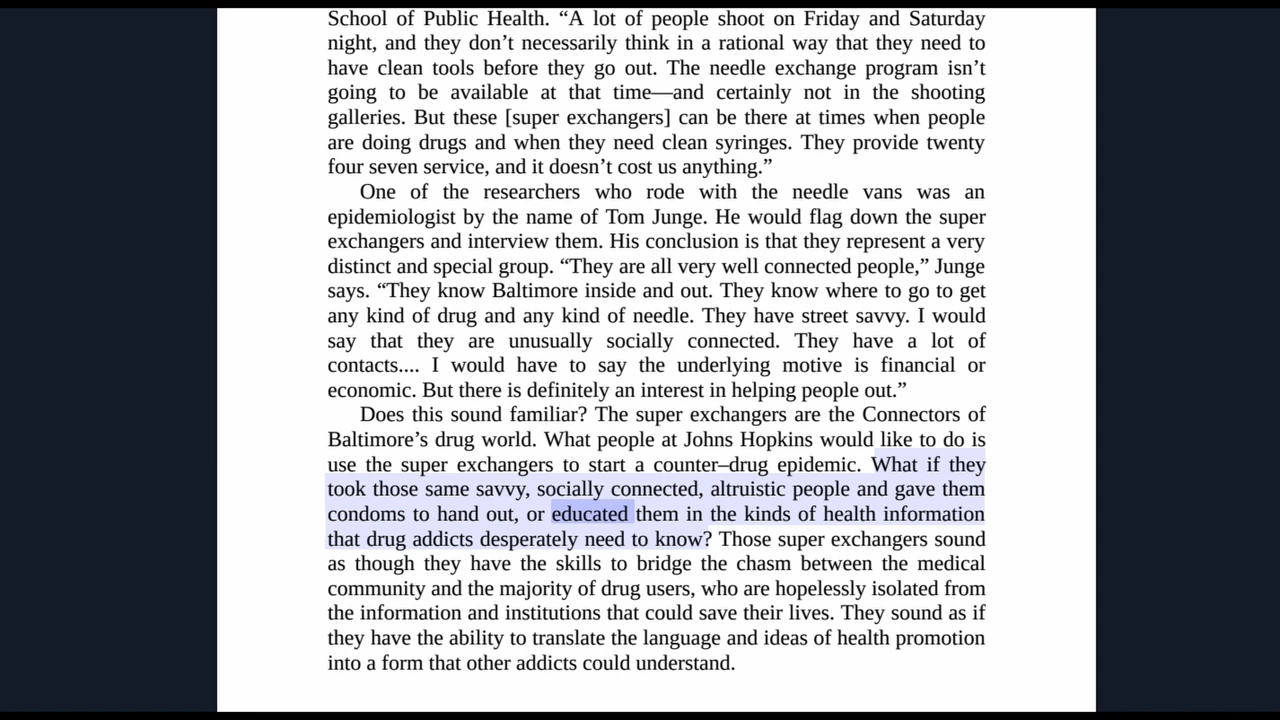 School of Public Health. “A lot of people shoot on Friday and Saturday
night, and they don’t necessarily think in a rational way that they need to
have clean tools before they go out. The needle exchange program isn’t
going to be available at that time—and certainly not in the shooting
galleries. But these [super exchangers] can be there at times when people
are doing drugs and when they need clean syringes. They provide twenty
four seven service, and it doesn’t cost us anything.”
One of the researchers who rode with the needle vans was an
epidemiologist by the name of Tom Junge. He would flag down the super
exchangers and interview them. His conclusion is that they represent a very
distinct and special group. “They are all very well connected people,” Junge
says. “They know Baltimore inside and out. They know where to go to get
any kind of drug and any kind of needle. They have street savvy. I would
say that they are unusually socially connected. They have a lot of
contacts.... I would have to say the underlying motive is financial or
economic. But there is definitely an interest in helping people out.”
Does this sound familiar? The super exchangers are the Connectors of
Baltimore’s drug world. What people at Johns Hopkins would like to do is
use the super exchangers to start a counter–drug epidemic. What if they
took those same savvy, socially connected, altruistic people and gave them
condoms to hand out, or educated them in the kinds of health information
that drug addicts desperately need to know? Those super exchangers sound
as though they have the skills to bridge the chasm between the medical
community and the majority of drug users, who are hopelessly isolated from
the information and institutions that could save their lives. They sound as if
they have the ability to translate the language and ideas of health promotion
into a form that other addicts could understand.